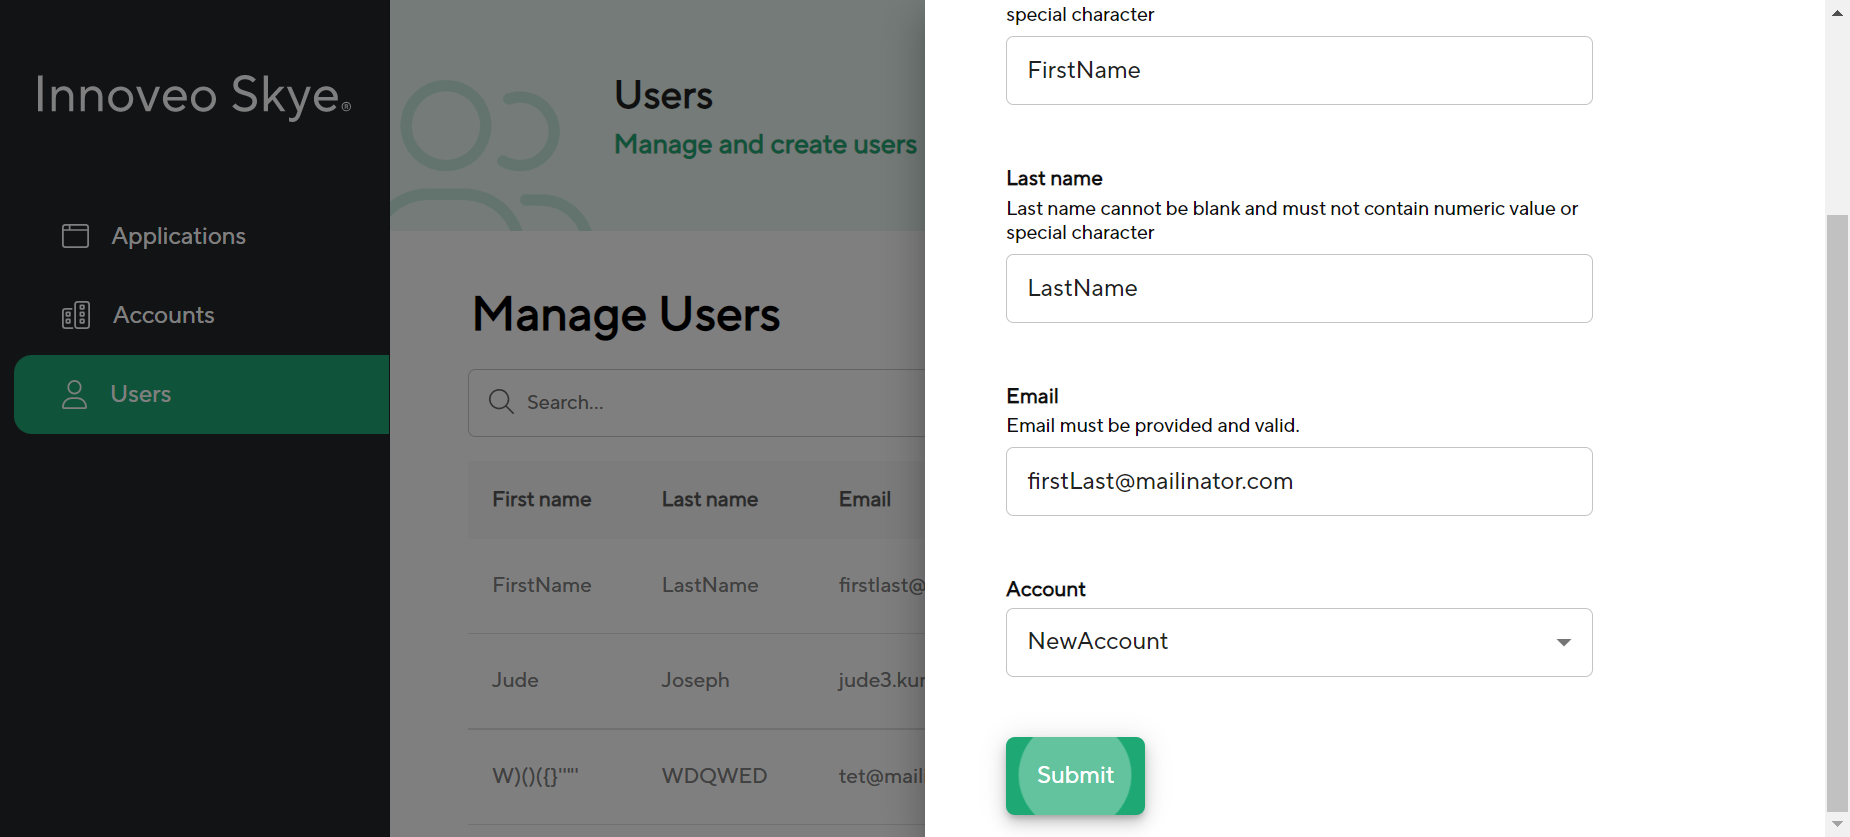 Innoveo Skye®
Applications
Accounts
Users
Users
Manage and create users
Manage Users
Search...
First name Last name Email
FirstName LastName firstlast@
Jude Joseph jude3.kur
W)()({}""' WDQWED tet@mail
special character
FirstName
Last name
Last name cannot be blank and must not contain numeric value or
special character
LastName
Email
Email must be provided and valid.
firstLast@mailinator.com
Account
NewAccount
Submit